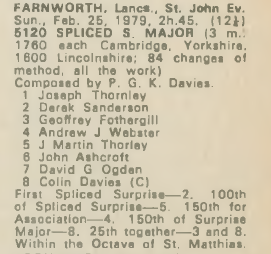 FARNWORTH, Lancs., St. John Ev.
Sun., Feb. 25, 1979, 2h.45. (12¼)
5120 SPLICED S. MAJOR (3 m.:
1760 each Cambridge, Yorkshire,
1600 Lincolnshire; 84 changes of
method, all the work)
Composed by P. G. K. Davies.
1 Joseph Thornley
2 Derek Sanderson
3 Geoffrey Fothergill
4 Andrew J Webster
5 J Martin Thorley
6 John Ashcroft
7 David G Ogden
8 Colin Davies (C)
First Spliced Surprise—2. 100th
of Spliced Surprise—5. 150th for
Association—4. 150th of Surprise
Major—8. 25th together—3 and 8.
Within the Octave of St. Matthias.